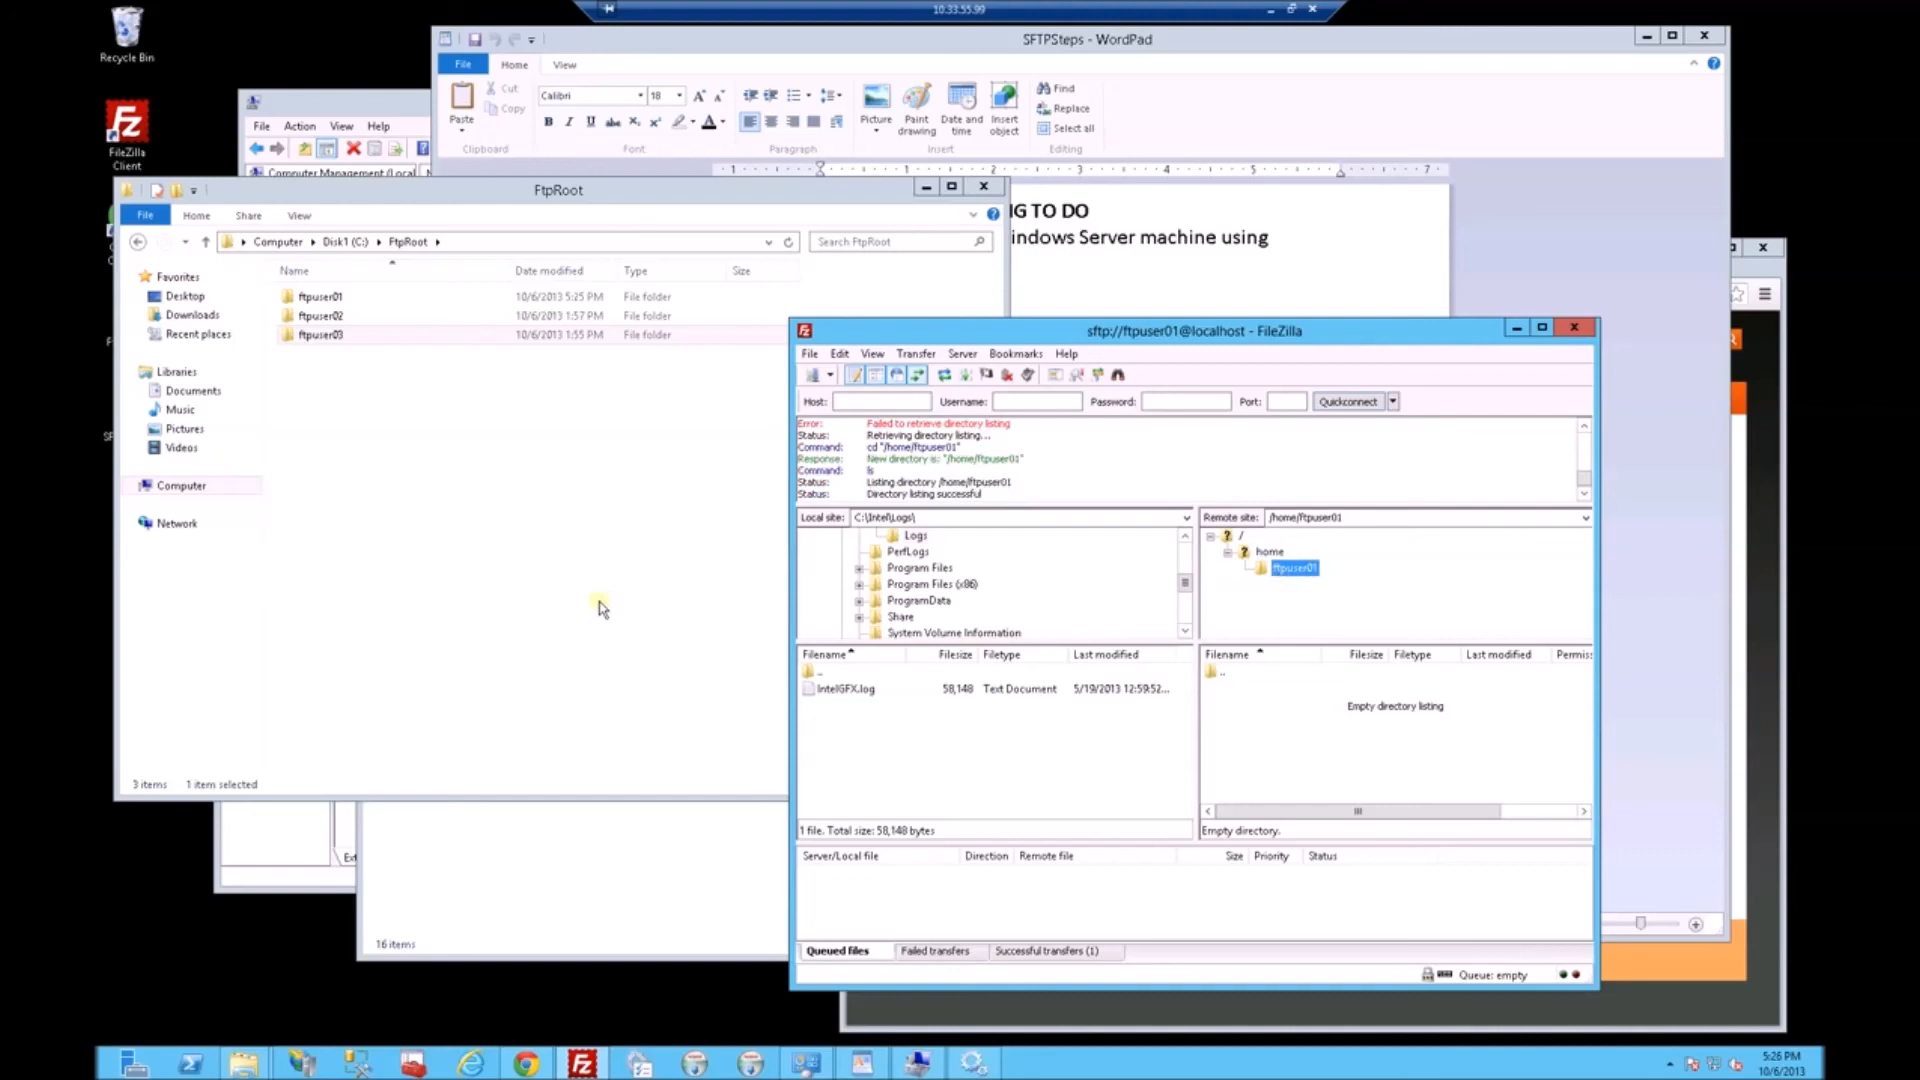 10.33.55.99
Recycle Bin
FileZilla
Client
SFTPSteps - WordPad
File Home View
Paste
Cut
Copy
Clipboard
Calibri 18
Font
Paragraph
Picture
Paint
drawing
Date and
time
Insert
object
Insert
Find
Replace
Select all
Editing
File Action View Help
Computer Management (Local
1 1 2 3 4 5 7
IG TO DO
indows Server machine using
FtpRoot
File Home Share View
Computer Disk1 (C:) FtpRoot
Search FtpRoot
Name Date modified Type Size
ftpuser01 10/6/2013 5:25 PM File folder
ftpuser02 10/6/2013 1:57 PM File folder
ftpuser03 10/6/2013 1:55 PM File folder
Favorites
Desktop
Downloads
Recent places
Libraries
Documents
Music
Pictures
Videos
Computer
Network
3 items 1 item selected
Ext
16 items
sftp://ftpuser01@localhost - FileZilla
File Edit View Transfer Server Bookmarks Help
Host: Username: Password: Port: Quickconnect
Error: Failed to retrieve directory listing
Status: Retrieving directory listing...
Command: cd "/home/ftpuser01"
Response: New directory is: "/home/ftpuser01"
Command: ls
Status: Listing directory /home/ftpuser01
Status: Directory listing successful
Local site: C:\Intel\Logs\
Logs
PerfLogs
Program Files
Program Files (x86)
ProgramData
Share
System Volume Information
Remote site: /home/ftpuser01
/
home
ftpuser01
Filename Filesize Filetype Last modified
..
IntelGFX.log 58,148 Text Document 5/19/2013 12:59:52...
1 file. Total size: 58,148 bytes
Filename Filesize Filetype Last modified Permis
..
Empty directory listing
Empty directory.
Server/Local file Direction Remote file Size Priority Status
Queued files Failed transfers Successful transfers (1)
Queue: empty
5:26 PM
10/6/2013